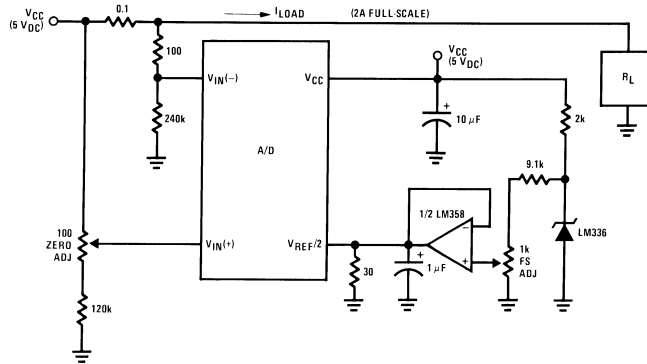 VCC
(5 VDC)
0.1
ILOAD
(2A FULL-SCALE)
100
VIN(−)
240k
A/D
VCC
VCC
(5 VDC)
+
10 μF
RL
2k
9.1k
LM336
1k
FS
ADJ
1/2 LM358
−
+
VREF/2
30
+
1 μF
VIN(+)
100
ZERO
ADJ
120k